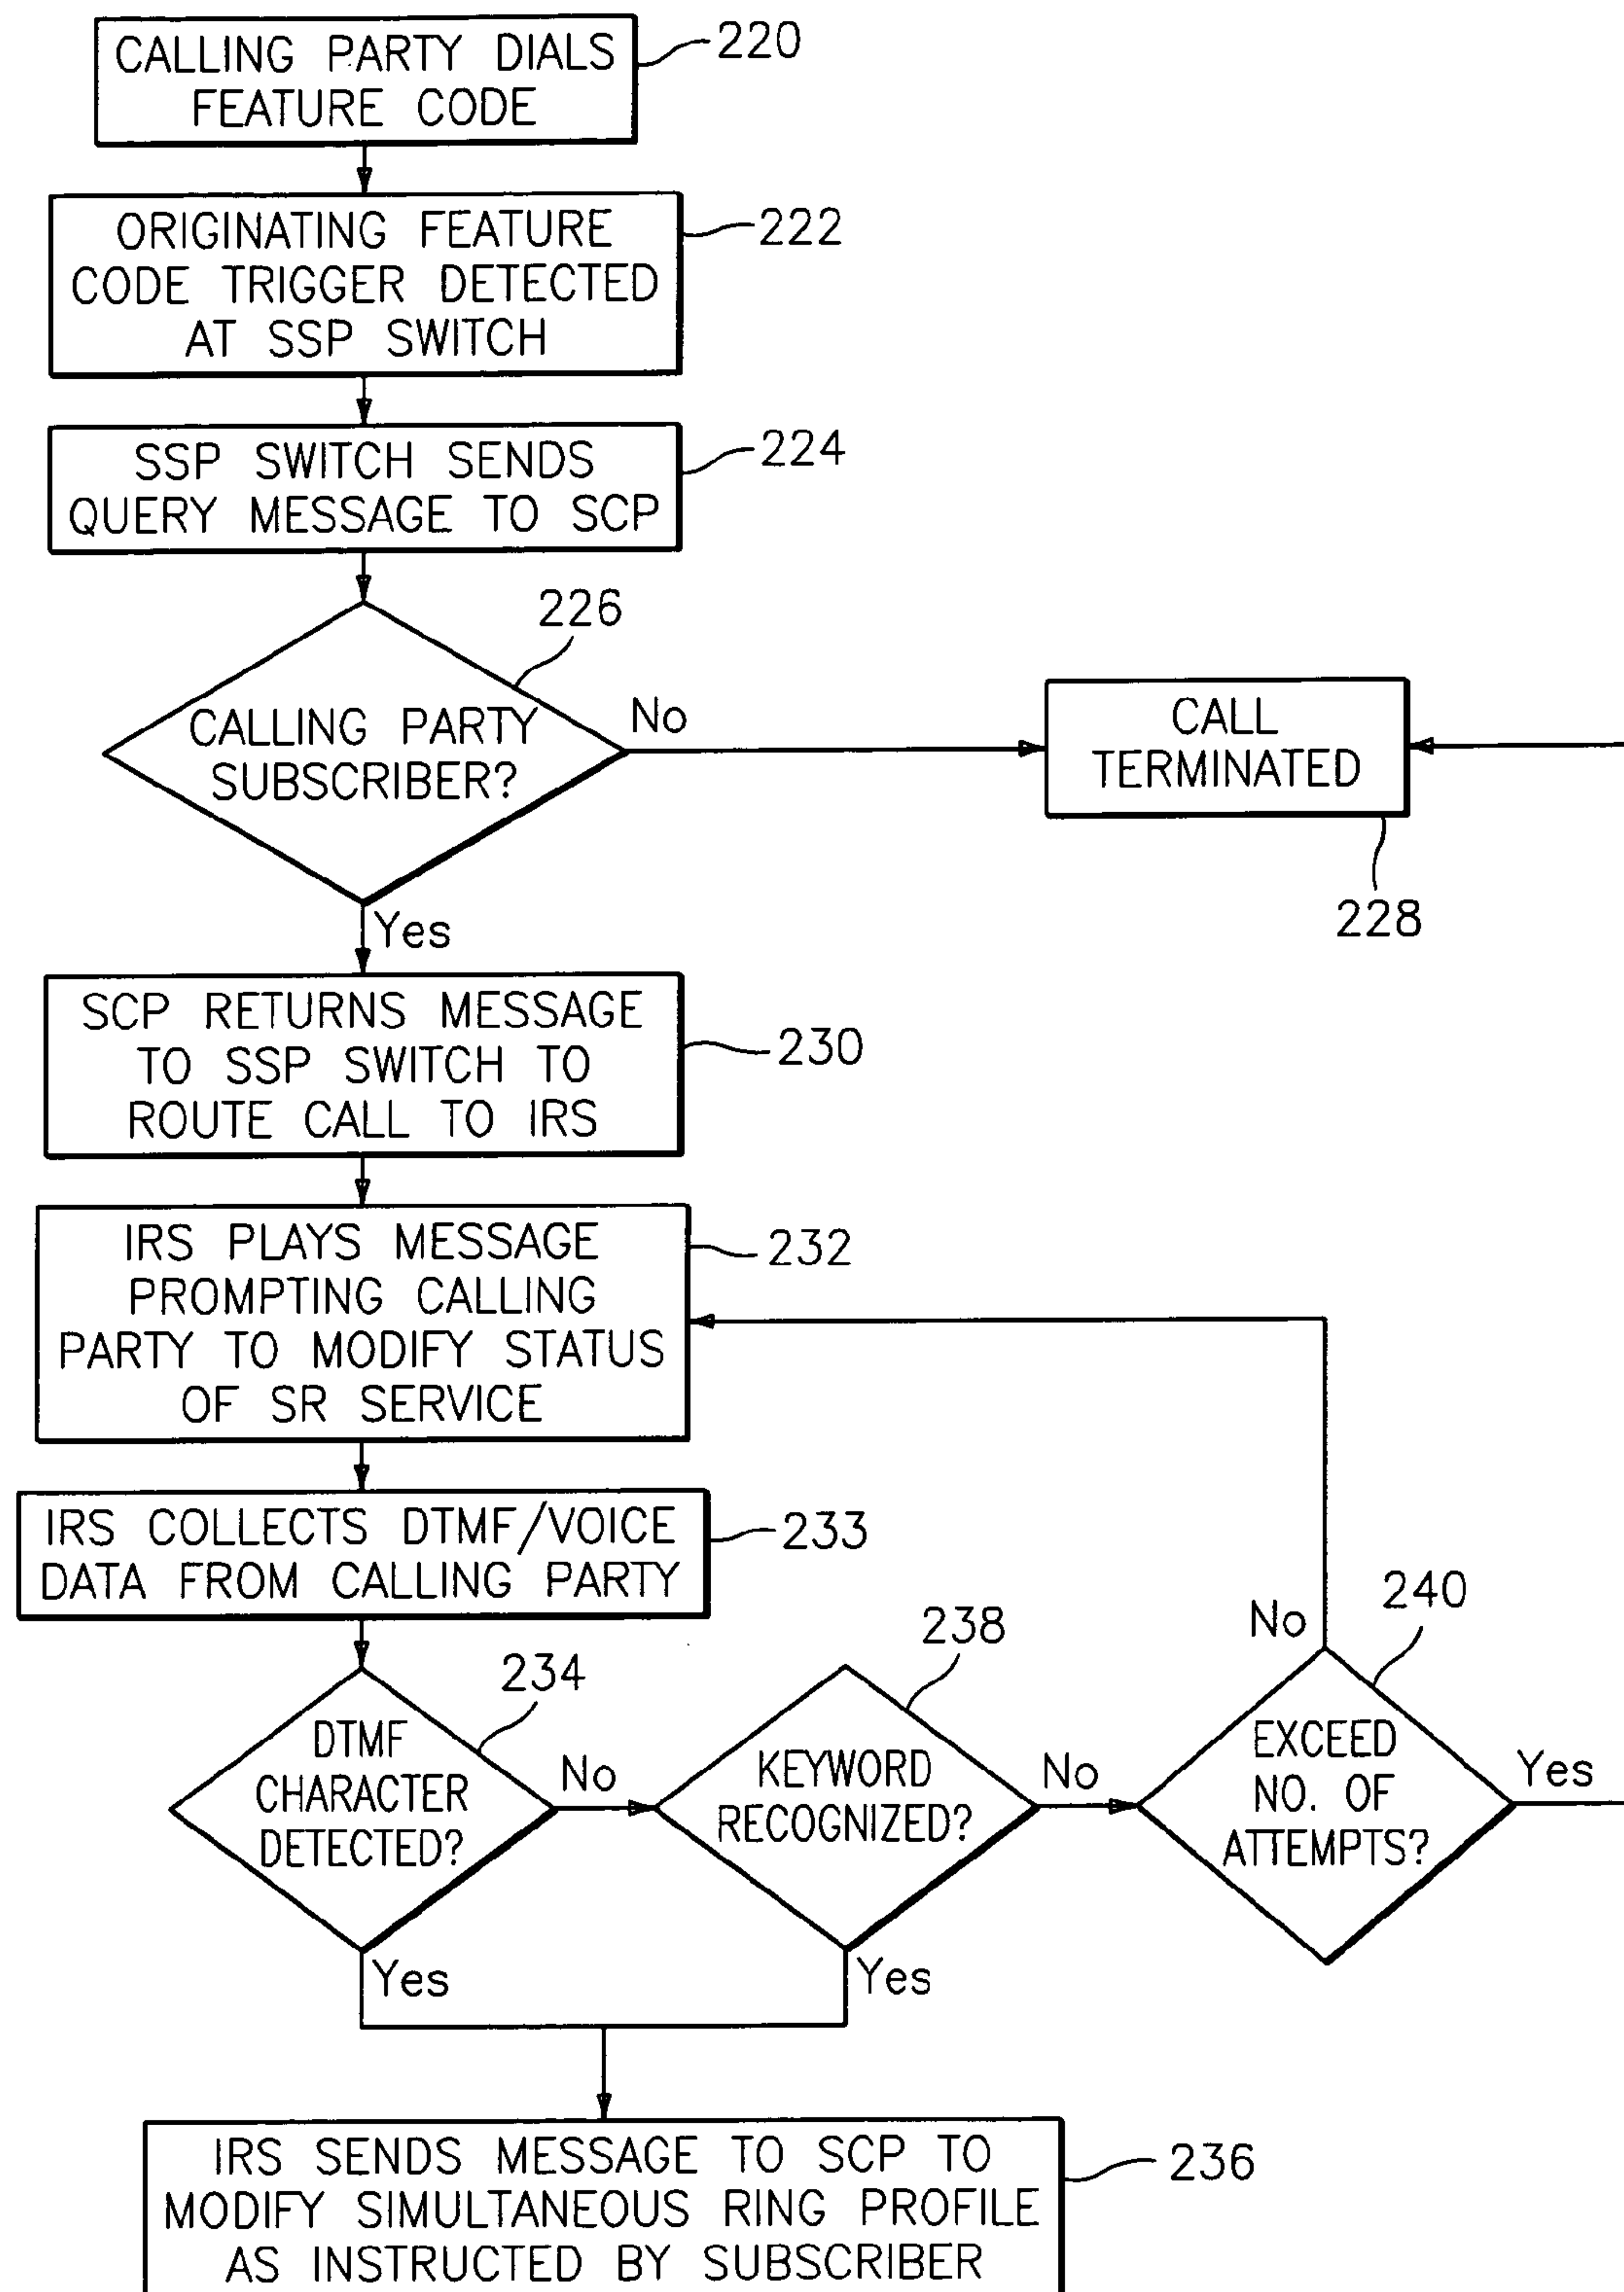 CALLING PARTY DIALS
FEATURE CODE
220
ORIGINATING FEATURE
CODE TRIGGER DETECTED
AT SSP SWITCH
222
SSP SWITCH SENDS
QUERY MESSAGE TO SCP
224
226
CALLING PARTY
SUBSCRIBER?
No
Yes
CALL
TERMINATED
228
SCP RETURNS MESSAGE
TO SSP SWITCH TO
ROUTE CALL TO IRS
230
IRS PLAYS MESSAGE
PROMPTING CALLING
PARTY TO MODIFY STATUS
OF SR SERVICE
232
IRS COLLECTS DTMF/VOICE
DATA FROM CALLING PARTY
233
234
DTMF
CHARACTER
DETECTED?
No
Yes
238
KEYWORD
RECOGNIZED?
No
Yes
240
No
EXCEED
NO. OF
ATTEMPTS?
Yes
IRS SENDS MESSAGE TO SCP TO
MODIFY SIMULTANEOUS RING PROFILE
AS INSTRUCTED BY SUBSCRIBER
236